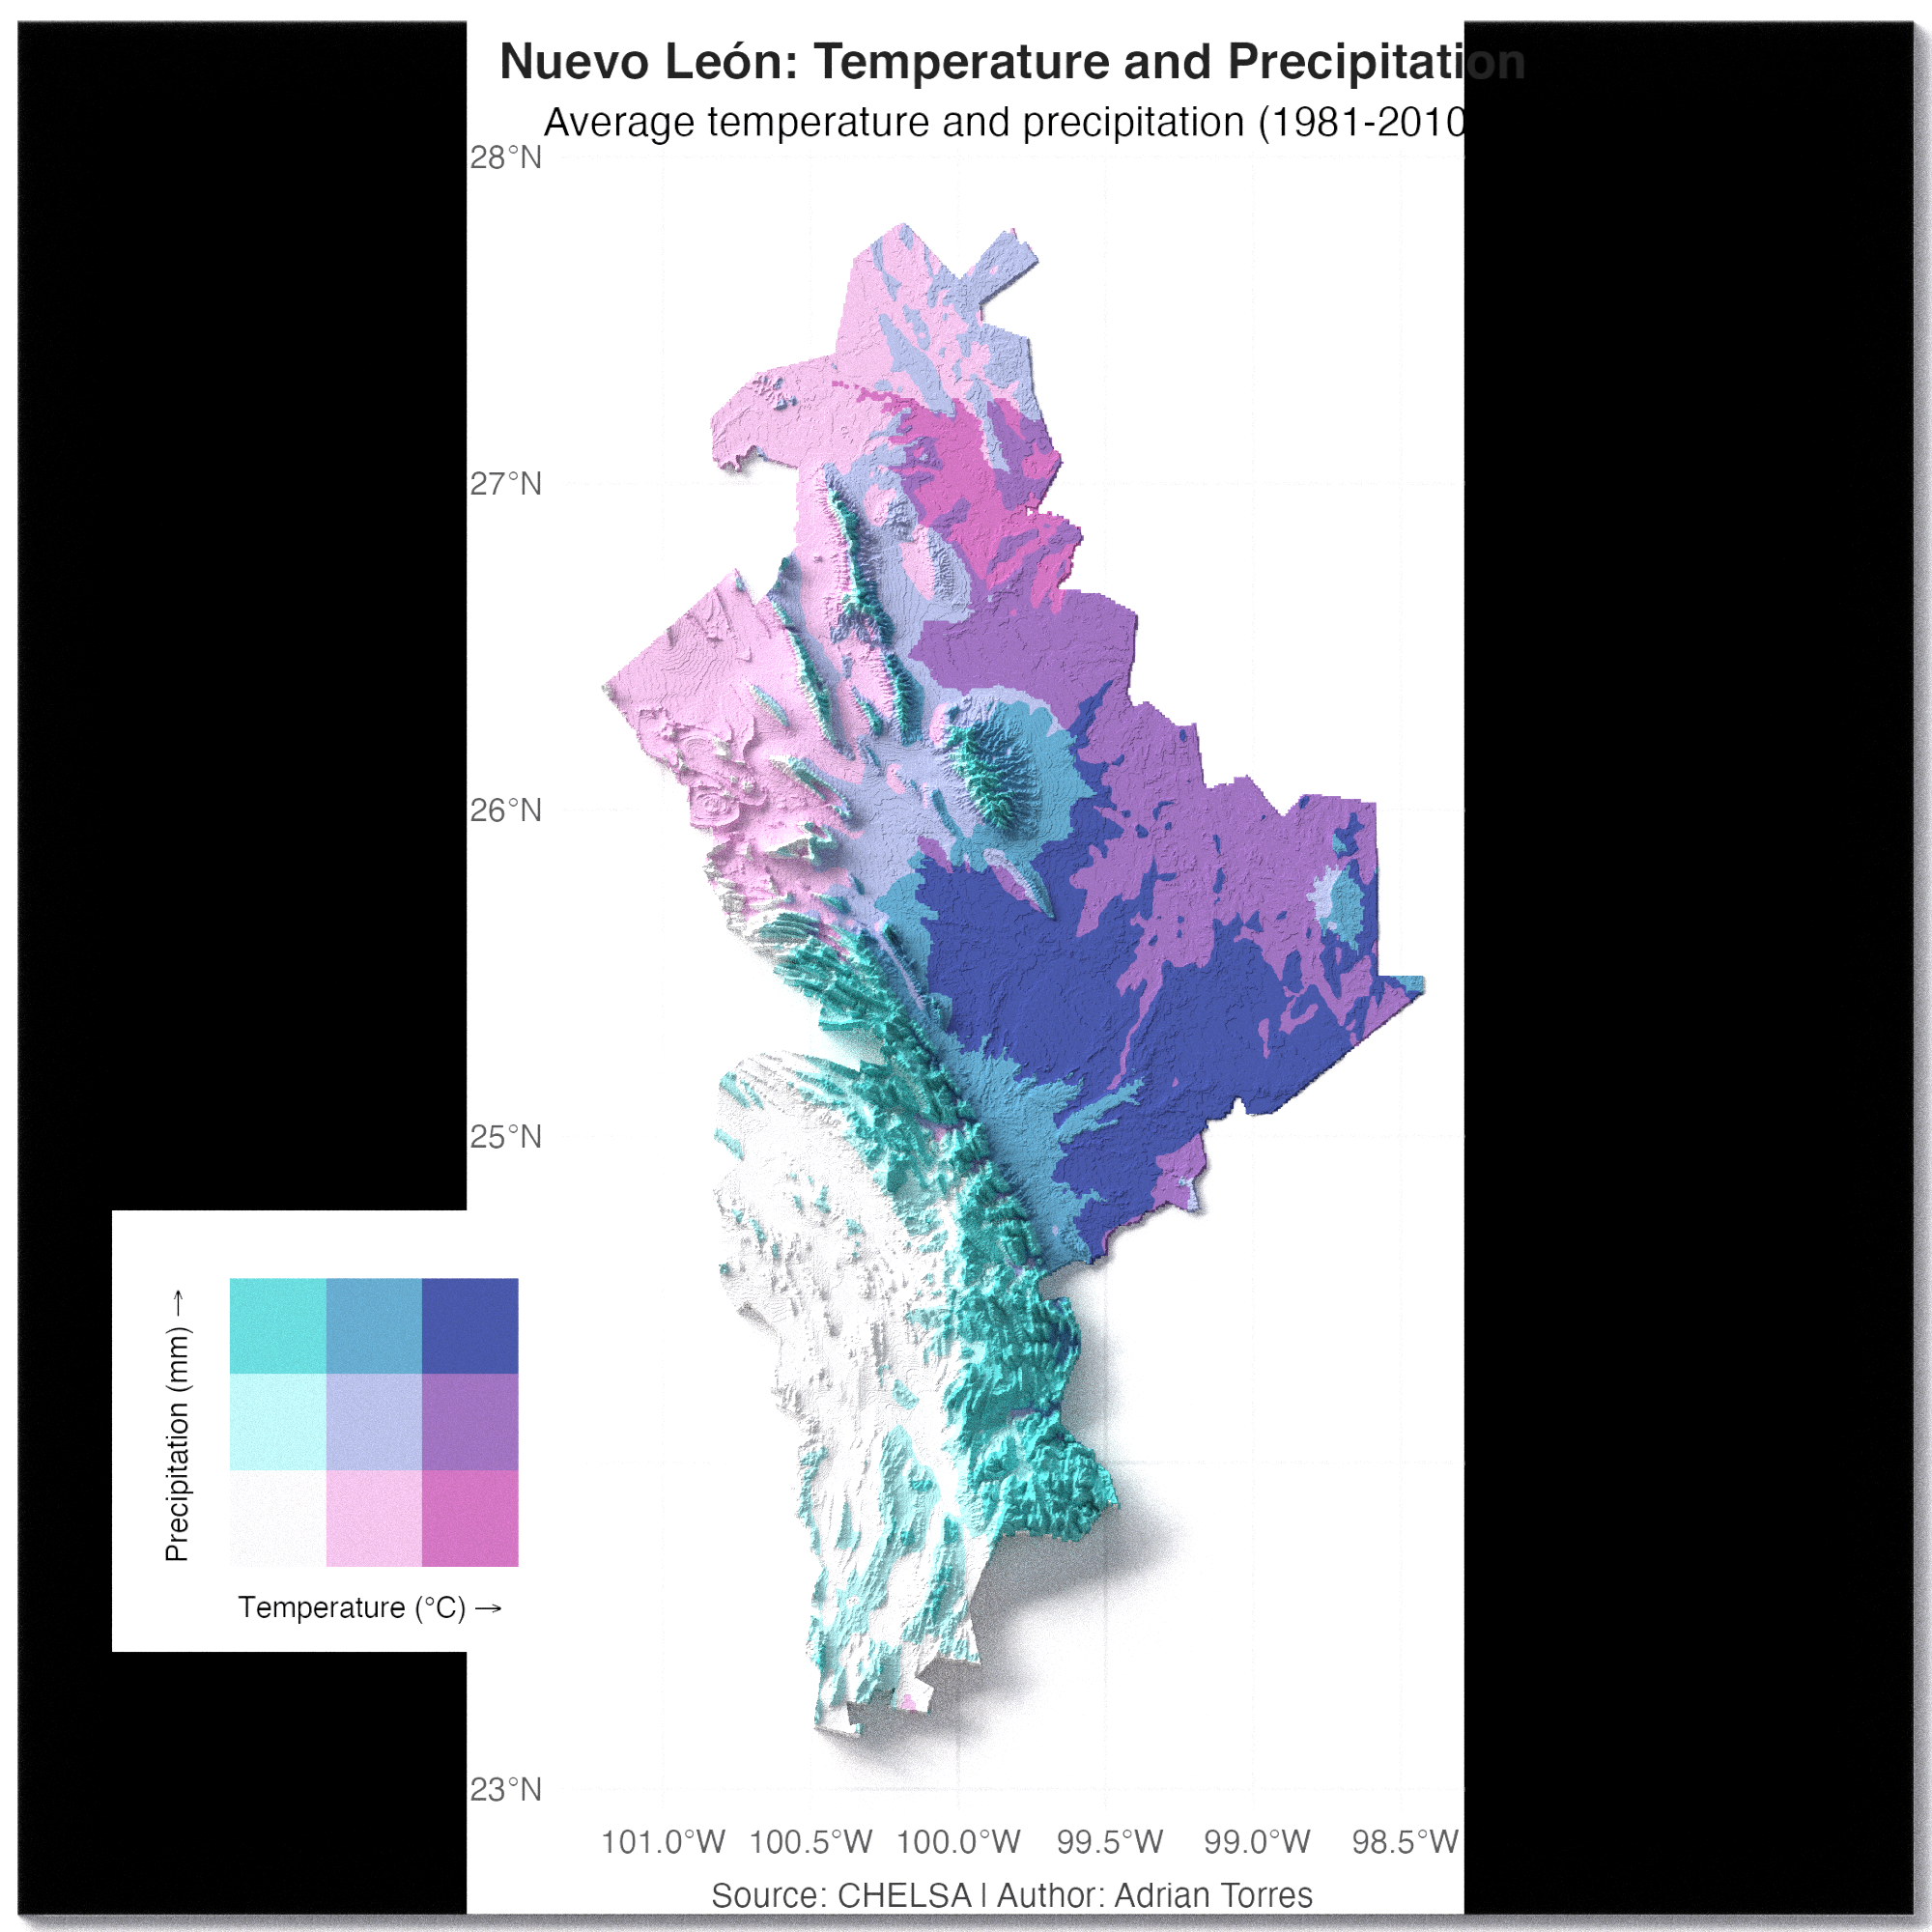 Nuevo León: Temperature and Precipitation
Average temperature and precipitation (1981-2010
28°N
27°N
26°N
25°N
23°N
Precipitation (mm) →
Temperature (°C) →
101.0°W 100.5°W 100.0°W 99.5°W 99.0°W 98.5°W
Source: CHELSA | Author: Adrian Torres